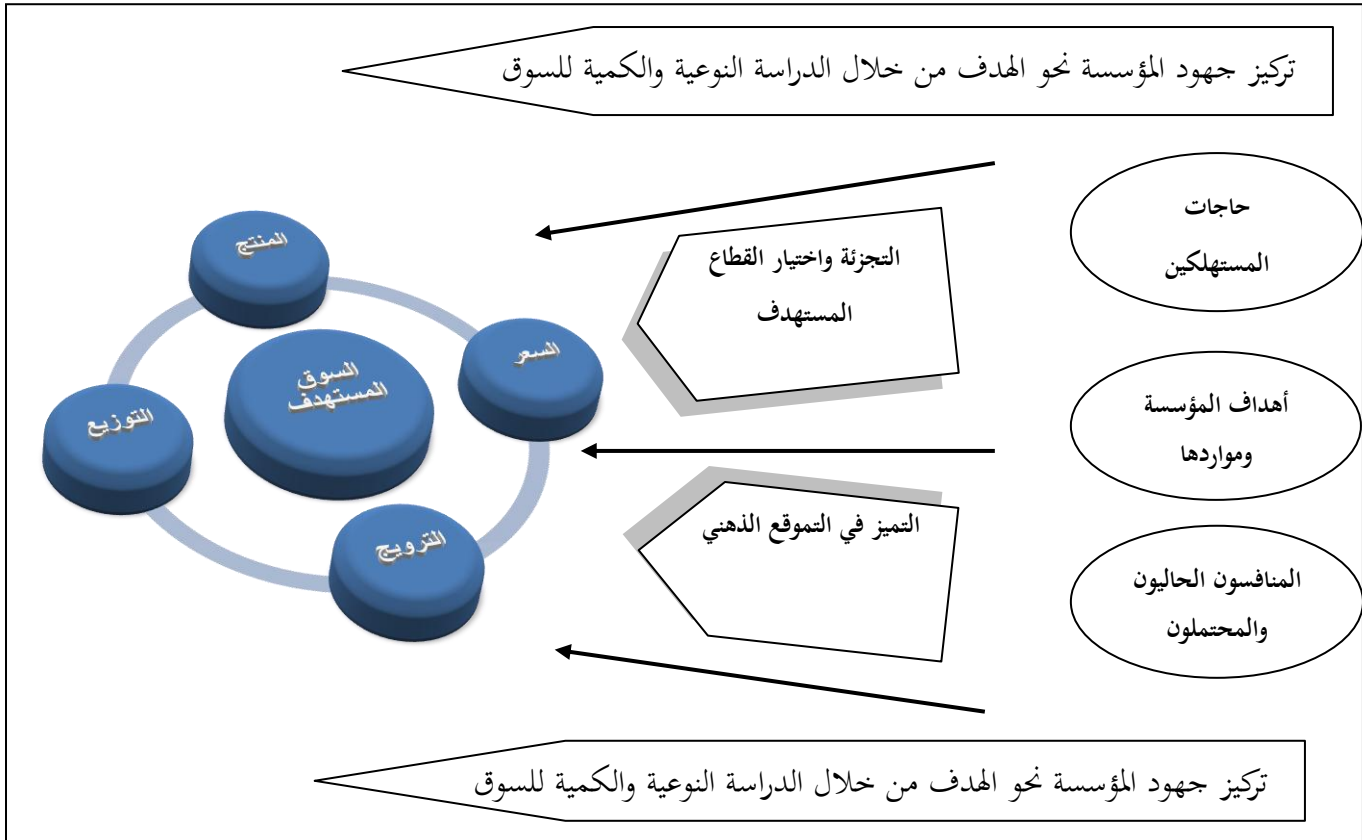 تركيز جهود المؤسسة نحو الهدف من خلال الدراسة النوعية والكمية للسوق
حاجات
المستهلكين
أهداف المؤسسة
ومواردها
المنافسون الحاليون
والمحتملون
التجزئة واختيار القطاع
المستهدف
التميز في التموقع الذهني
المنتج
السعر
السوق
المستهدف
التوزيع
الترويج
تركيز جهود المؤسسة نحو الهدف من خلال الدراسة النوعية والكمية للسوق